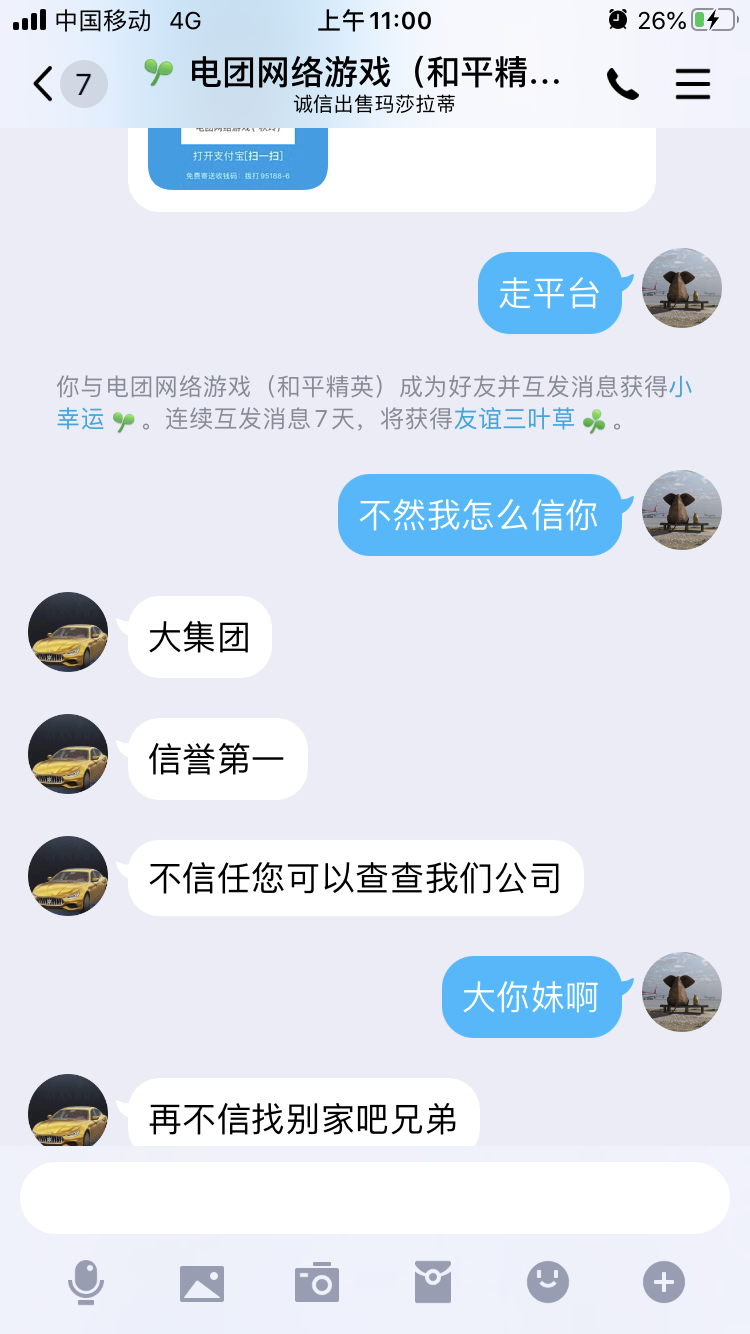 中国移动 4G 上午11:00 26%
7 电团网络游戏（和平精...
诚信出售玛莎拉蒂
打开支付宝[扫一扫]
免费寄送收钱码：拨打95188-6
走平台
你与电团网络游戏（和平精英）成为好友并互发消息获得小
幸运。连续互发消息7天，将获得友谊三叶草。
不然我怎么信你
大集团
信誉第一
不信任您可以查查我们公司
大你妹啊
再不信找别家吧兄弟